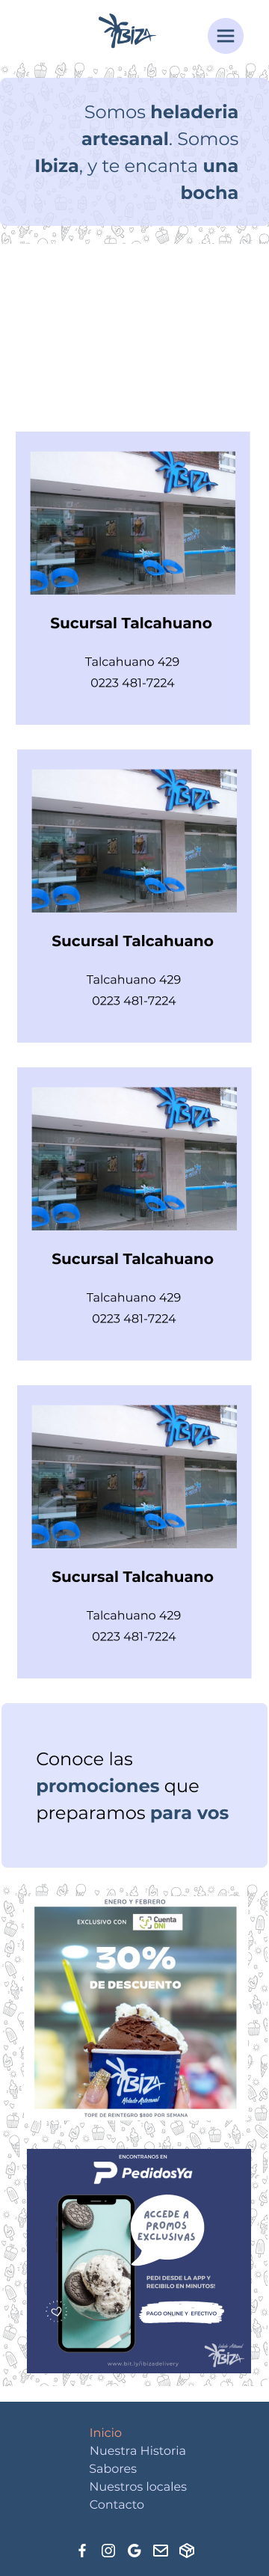 IBIZA
Somos heladeria
artesanal. Somos
Ibiza, y te encanta una
bocha
Sucursal Talcahuano
Talcahuano 429
0223 481-7224
Sucursal Talcahuano
Talcahuano 429
0223 481-7224
Sucursal Talcahuano
Talcahuano 429
0223 481-7224
Sucursal Talcahuano
Talcahuano 429
0223 481-7224
Conoce las
promociones que
preparamos para vos
ENERO Y FEBRERO
EXCLUSIVO CON Cuenta DNI
30%
DE DESCUENTO
IBIZA
Helado Artesanal
TOPE DE REINTEGRO $800 POR SEMANA
ENCONTRANOS EN
PedidosYa
ACCEDE A
PROMOS
EXCLUSIVAS
PEDI DESDE LA APP Y
RECIBILO EN MINUTOS!
PAGO ONLINE Y EFECTIVO
www.bit.ly/ibizadelivery
IBIZA
Inicio
Nuestra Historia
Sabores
Nuestros locales
Contacto